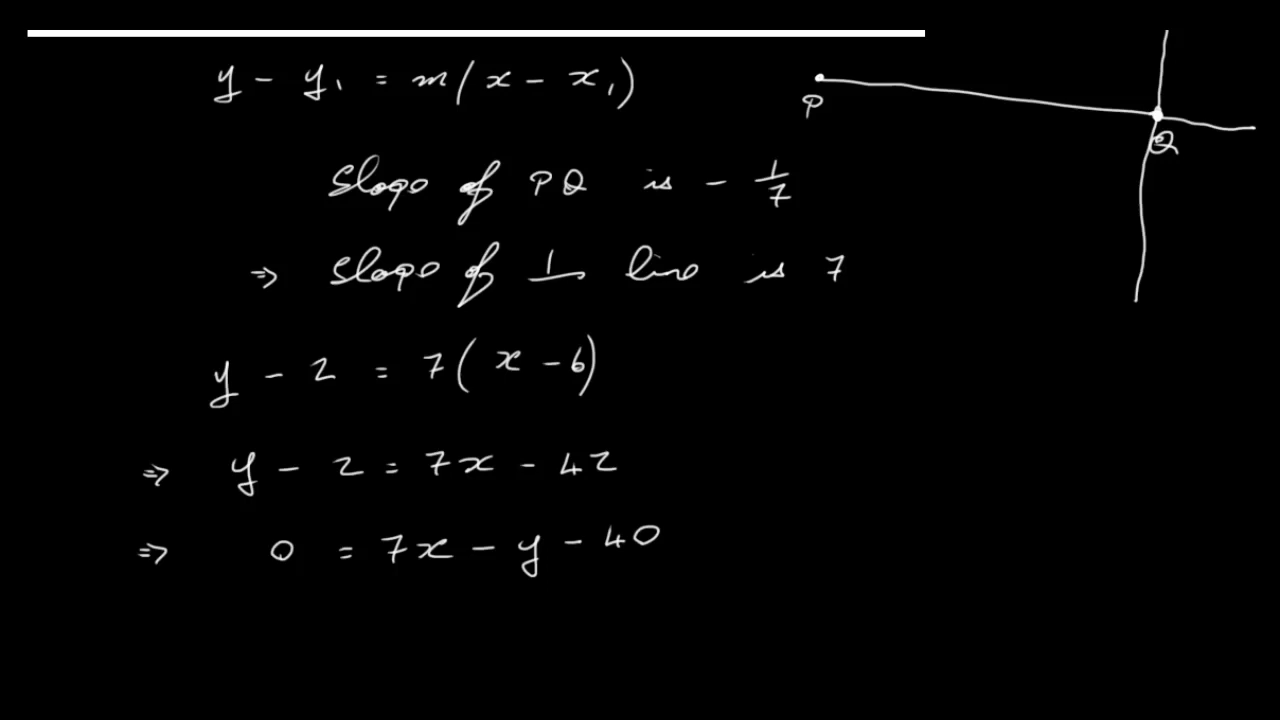 y - y₁ = m(x - x₁)
P
Q
Slope of PQ is - 1/7
⇒ Slope of ⊥ line is 7
y - 2 = 7(x - 6)
⇒ y - 2 = 7x - 42
⇒ 0 = 7x - y - 40